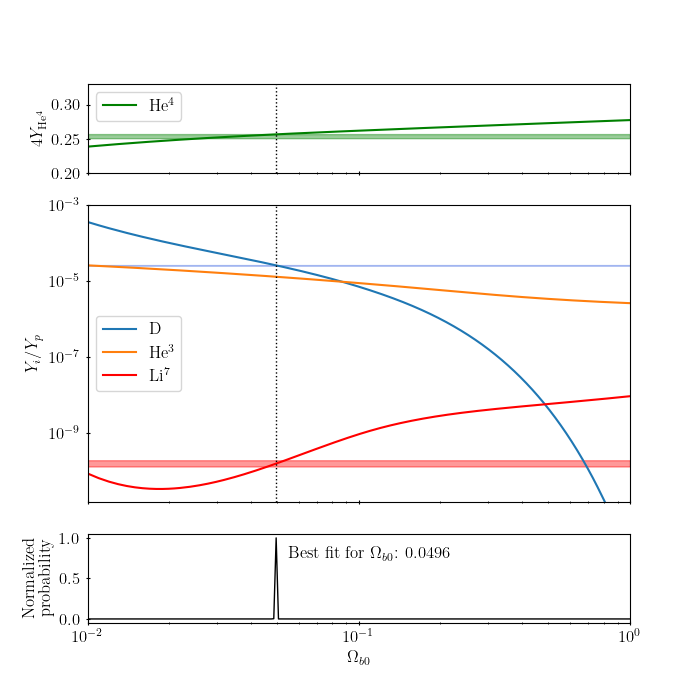 0.30
0.25
0.20
4Y_He⁴
He⁴
10⁻³
10⁻⁵
10⁻⁷
10⁻⁹
Y_i/Y_p
D
He³
Li⁷
1.0
0.5
0.0
Normalized
probability
Best fit for Ω_b0: 0.0496
10⁻²
10⁻¹
10⁰
Ω_b0